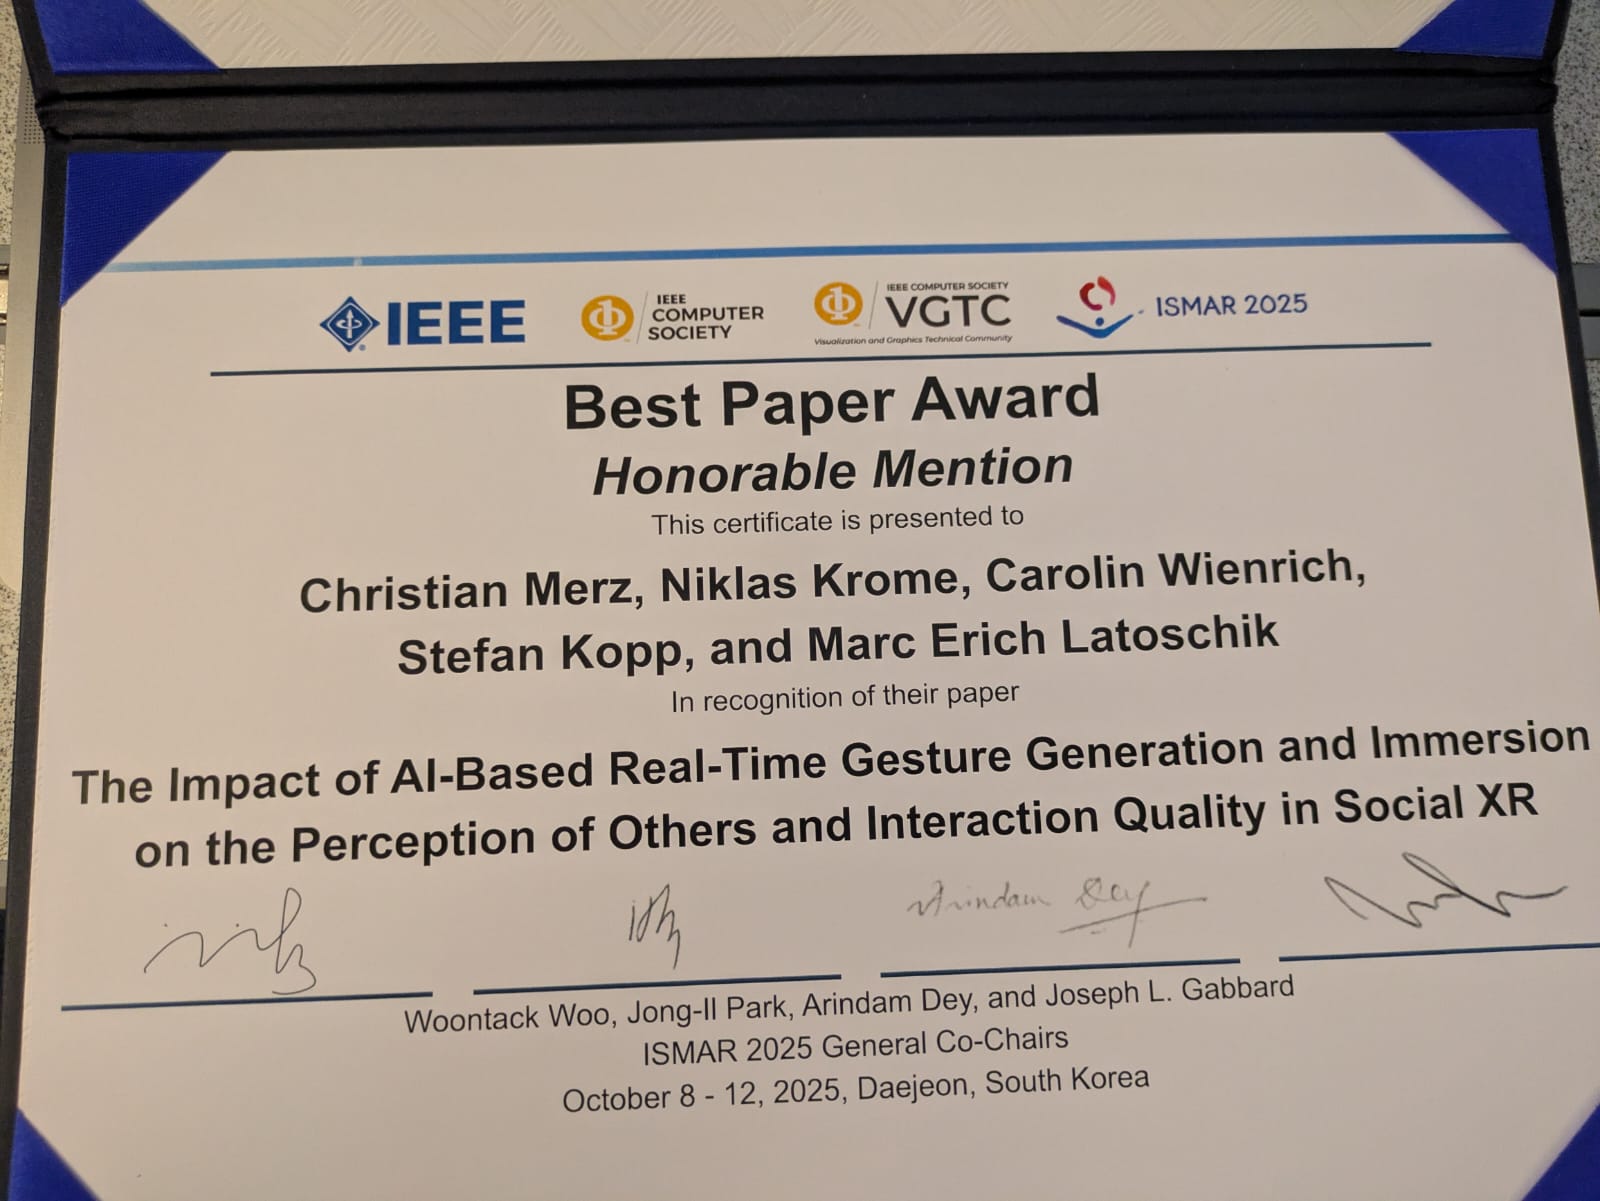 IEEE
IEEE COMPUTER SOCIETY
IEEE COMPUTER SOCIETY
VGTC
Visualization and Graphics Technical Community
ISMAR 2025
Best Paper Award
Honorable Mention
This certificate is presented to
Christian Merz, Niklas Krome, Carolin Wienrich,
Stefan Kopp, and Marc Erich Latoschik
In recognition of their paper
The Impact of AI-Based Real-Time Gesture Generation and Immersion
on the Perception of Others and Interaction Quality in Social XR
Arindam Dey
Woontack Woo, Jong-Il Park, Arindam Dey, and Joseph L. Gabbard
ISMAR 2025 General Co-Chairs
October 8 - 12, 2025, Daejeon, South Korea